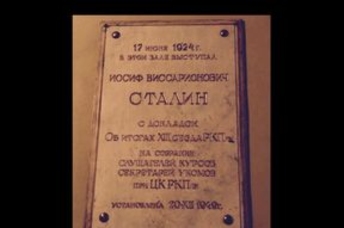 17 июня 1924 г.
в этом зале выступал
Иосиф Виссарионович
Сталин
с докладом
Об итогах XIII съезда РКП(б)
на собрании
слушателей курсов
секретарей укомов
при ЦК РКП(б)
установлена 20.XII 1949 г.